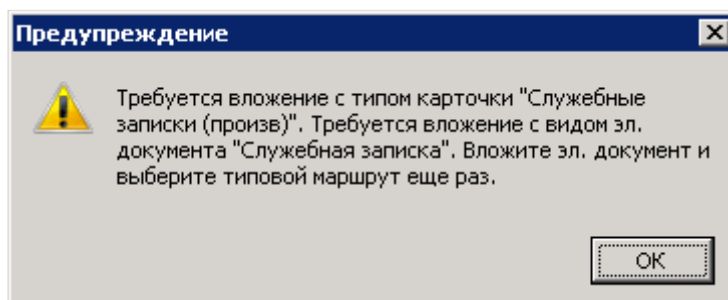 Предупреждение
Требуется вложение с типом карточки "Служебные
записки (произв)". Требуется вложение с видом эл.
документа "Служебная записка". Вложите эл. документ и
выберите типовой маршрут еще раз.
OK